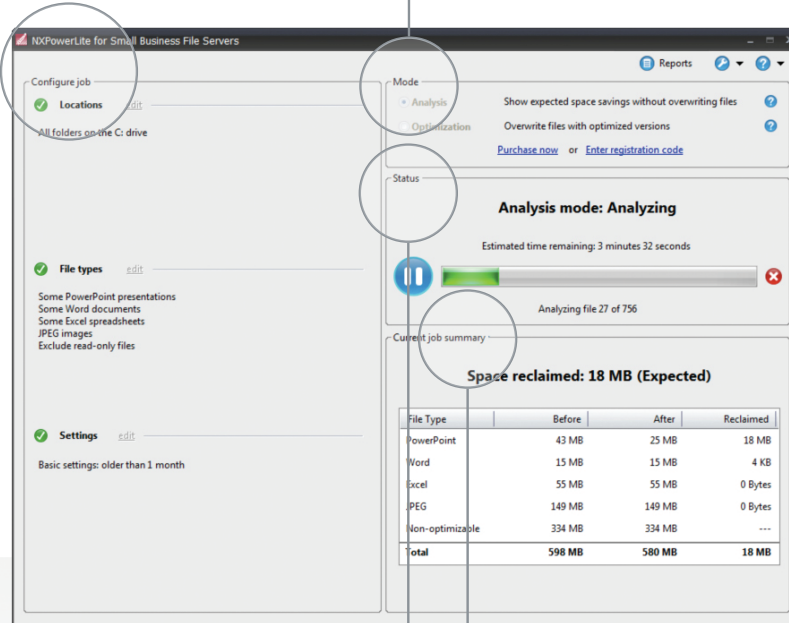 NXPowerLite for Small Business File Servers
Reports
Configure job
Locations edit
All folders on the C: drive
File types edit
Some PowerPoint presentations
Some Word documents
Some Excel spreadsheets
JPEG images
Exclude read-only files
Settings edit
Basic settings: older than 1 month
Mode
Analysis Show expected space savings without overwriting files
Optimization Overwrite files with optimized versions
Purchase now or Enter registration code
Status
Analysis mode: Analyzing
Estimated time remaining: 3 minutes 32 seconds
Analyzing file 27 of 756
Current job summary
Space reclaimed: 18 MB (Expected)
File Type Before After Reclaimed
PowerPoint 43 MB 25 MB 18 MB
Word 15 MB 15 MB 4 KB
Excel 55 MB 55 MB 0 Bytes
JPEG 149 MB 149 MB 0 Bytes
Non-optimizable 334 MB 334 MB ---
Total 598 MB 580 MB 18 MB